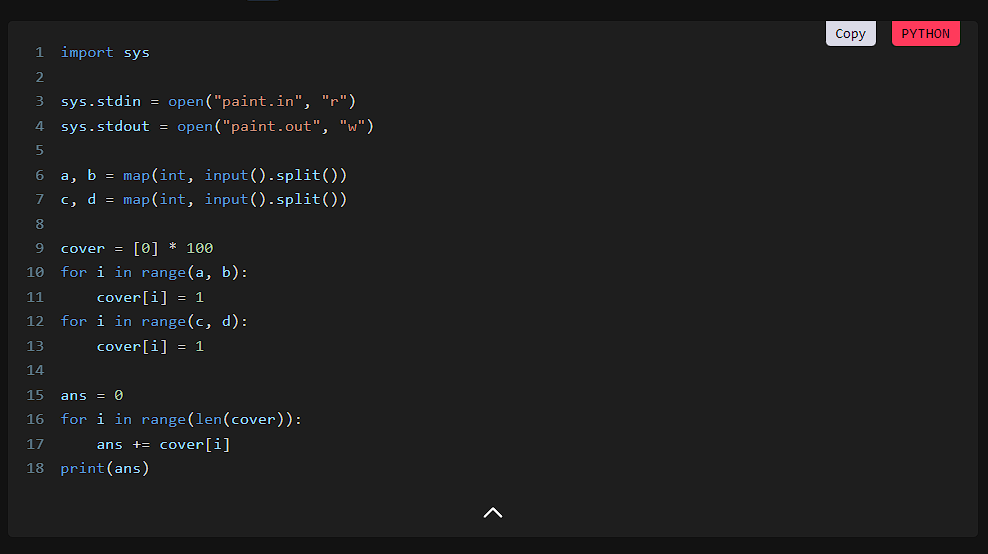 Copy PYTHON
1 import sys
2
3 sys.stdin = open("paint.in", "r")
4 sys.stdout = open("paint.out", "w")
5
6 a, b = map(int, input().split())
7 c, d = map(int, input().split())
8
9 cover = [0] * 100
10 for i in range(a, b):
11     cover[i] = 1
12 for i in range(c, d):
13     cover[i] = 1
14
15 ans = 0
16 for i in range(len(cover)):
17     ans += cover[i]
18 print(ans)